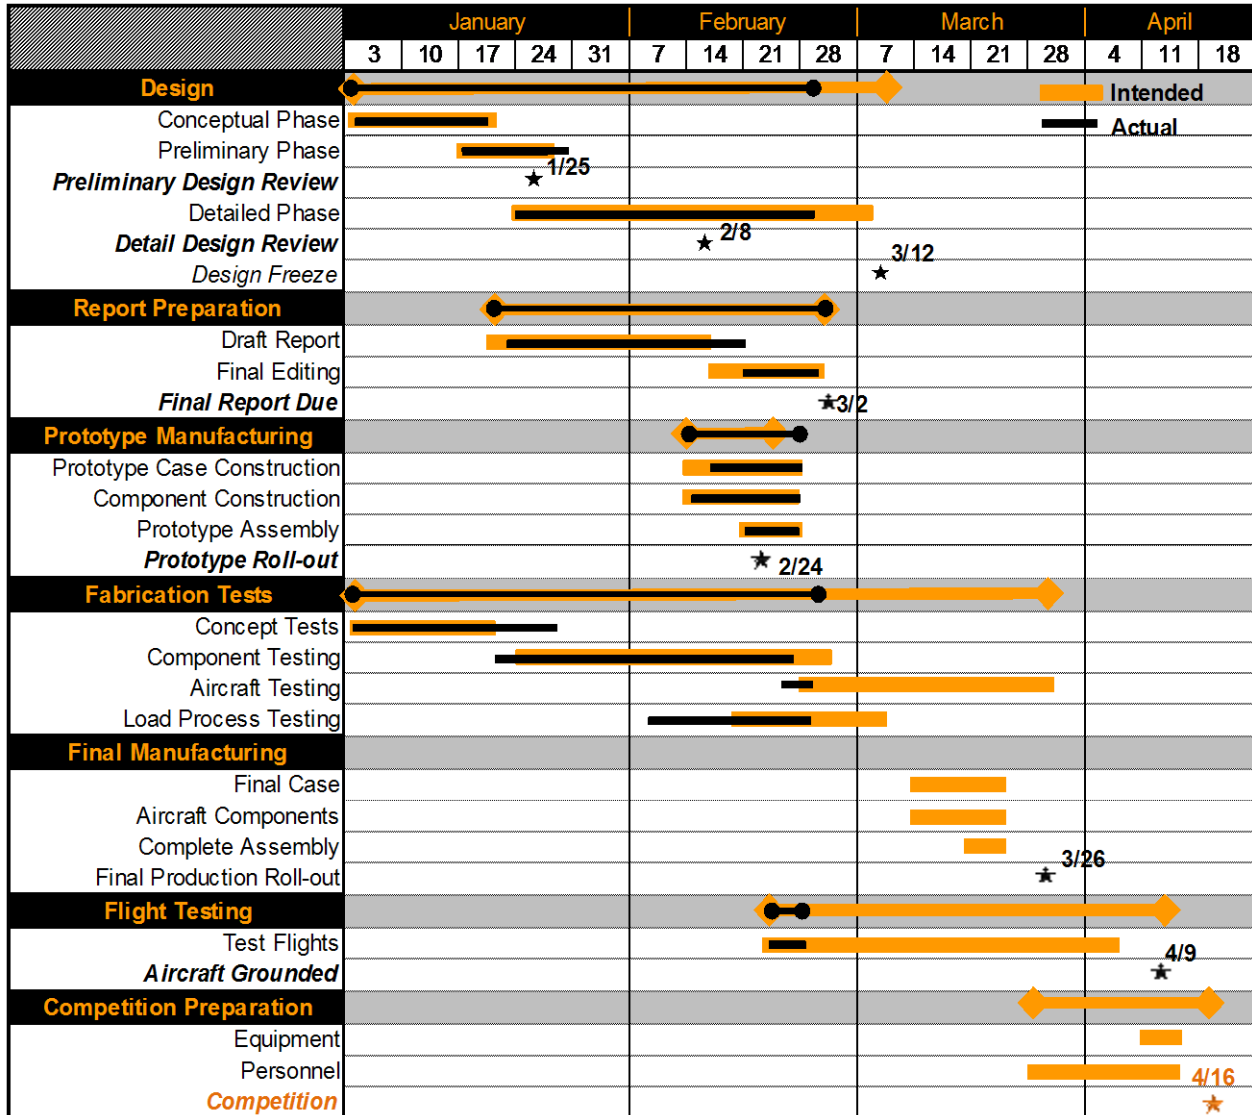 January February March April
3 10 17 24 31 7 14 21 28 7 14 21 28 4 11 18
Design
Intended
Conceptual Phase
Actual
Preliminary Phase
1/25
Preliminary Design Review
Detailed Phase
Detail Design Review
2/8
Design Freeze
3/12
Report Preparation
Draft Report
Final Editing
Final Report Due
3/2
Prototype Manufacturing
Prototype Case Construction
Component Construction
Prototype Assembly
Prototype Roll-out
2/24
Fabrication Tests
Concept Tests
Component Testing
Aircraft Testing
Load Process Testing
Final Manufacturing
Final Case
Aircraft Components
Complete Assembly
Final Production Roll-out
3/26
Flight Testing
Test Flights
Aircraft Grounded
4/9
Competition Preparation
Equipment
Personnel
Competition
4/16